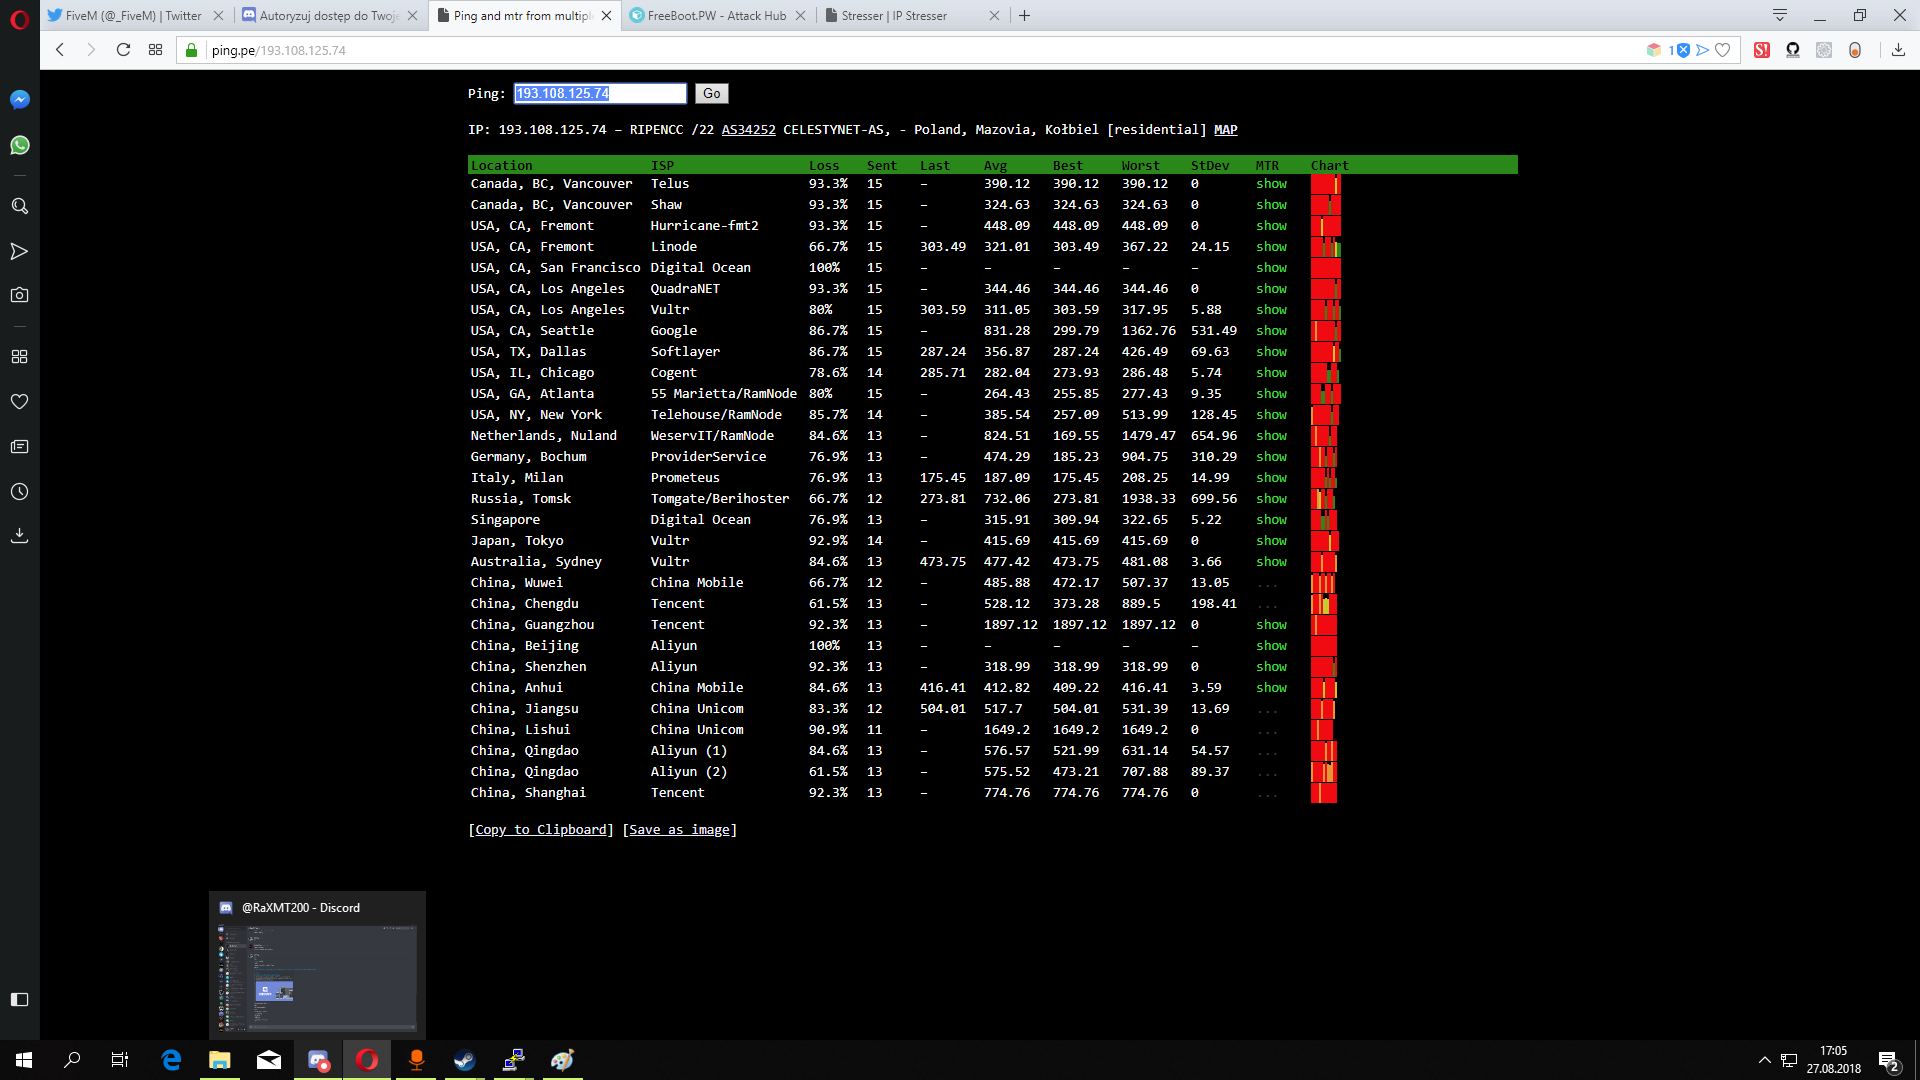 FiveM (@_FiveM) | Twitter
Autoryzuj dostęp do Twoje
Ping and mtr from multipl
FreeBoot.PW - Attack Hub
Stresser | IP Stresser
ping.pe/193.108.125.74
1
Ping: 193.108.125.74 Go
IP: 193.108.125.74 – RIPENCC /22 AS34252 CELESTYNET-AS, - Poland, Mazovia, Kołbiel [residential] MAP
Location ISP Loss Sent Last Avg Best Worst StDev MTR Chart
Canada, BC, Vancouver Telus 93.3% 15 – 390.12 390.12 390.12 0 show
Canada, BC, Vancouver Shaw 93.3% 15 – 324.63 324.63 324.63 0 show
USA, CA, Fremont Hurricane-fmt2 93.3% 15 – 448.09 448.09 448.09 0 show
USA, CA, Fremont Linode 66.7% 15 303.49 321.01 303.49 367.22 24.15 show
USA, CA, San Francisco Digital Ocean 100% 15 – – – – – show
USA, CA, Los Angeles QuadraNET 93.3% 15 – 344.46 344.46 344.46 0 show
USA, CA, Los Angeles Vultr 80% 15 303.59 311.05 303.59 317.95 5.88 show
USA, CA, Seattle Google 86.7% 15 – 831.28 299.79 1362.76 531.49 show
USA, TX, Dallas Softlayer 86.7% 15 287.24 356.87 287.24 426.49 69.63 show
USA, IL, Chicago Cogent 78.6% 14 285.71 282.04 273.93 286.48 5.74 show
USA, GA, Atlanta 55 Marietta/RamNode 80% 15 – 264.43 255.85 277.43 9.35 show
USA, NY, New York Telehouse/RamNode 85.7% 14 – 385.54 257.09 513.99 128.45 show
Netherlands, Nuland WeservIT/RamNode 84.6% 13 – 824.51 169.55 1479.47 654.96 show
Germany, Bochum ProviderService 76.9% 13 – 474.29 185.23 904.75 310.29 show
Italy, Milan Prometeus 76.9% 13 175.45 187.09 175.45 208.25 14.99 show
Russia, Tomsk Tomgate/Berihoster 66.7% 12 273.81 732.06 273.81 1938.33 699.56 show
Singapore Digital Ocean 76.9% 13 – 315.91 309.94 322.65 5.22 show
Japan, Tokyo Vultr 92.9% 14 – 415.69 415.69 415.69 0 show
Australia, Sydney Vultr 84.6% 13 473.75 477.42 473.75 481.08 3.66 show
China, Wuwei China Mobile 66.7% 12 – 485.88 472.17 507.37 13.05 ...
China, Chengdu Tencent 61.5% 13 – 528.12 373.28 889.5 198.41 ...
China, Guangzhou Tencent 92.3% 13 – 1897.12 1897.12 1897.12 0 show
China, Beijing Aliyun 100% 13 – – – – – show
China, Shenzhen Aliyun 92.3% 13 – 318.99 318.99 318.99 0 show
China, Anhui China Mobile 84.6% 13 416.41 412.82 409.22 416.41 3.59 show
China, Jiangsu China Unicom 83.3% 12 504.01 517.7 504.01 531.39 13.69 ...
China, Lishui China Unicom 90.9% 11 – 1649.2 1649.2 1649.2 0 ...
China, Qingdao Aliyun (1) 84.6% 13 – 576.57 521.99 631.14 54.57 ...
China, Qingdao Aliyun (2) 61.5% 13 – 575.52 473.21 707.88 89.37 ...
China, Shanghai Tencent 92.3% 13 – 774.76 774.76 774.76 0 ...
[Copy to Clipboard] [Save as image]
@RaXMT200 - Discord
17:05
27.08.2018
2